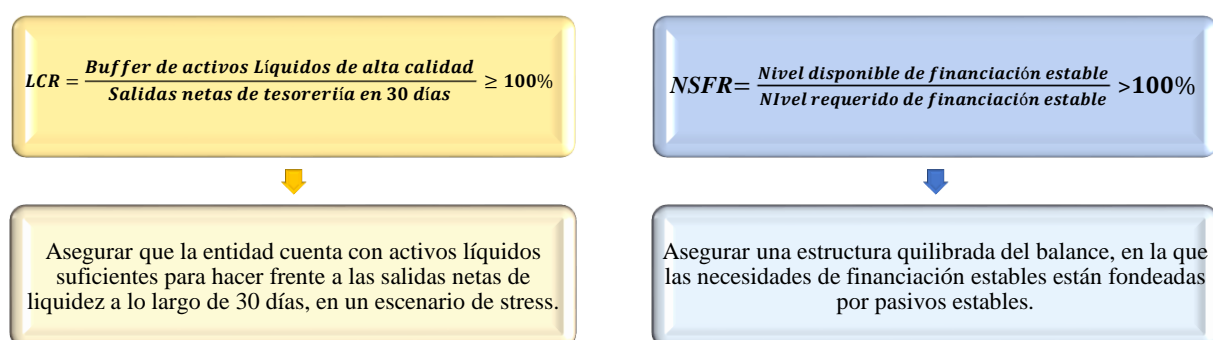 LCR = Buffer de activos Líquidos de alta calidad / Salidas netas de tesoreriía en 30 días ≥ 100%
Asegurar que la entidad cuenta con activos líquidos
suficientes para hacer frente a las salidas netas de
liquidez a lo largo de 30 días, en un escenario de stress.
NSFR= Nivel disponible de financiación estable / NIvel requerido de financiación estable >100%
Asegurar una estructura quilibrada del balance, en la que
las necesidades de financiación estables están fondeadas
por pasivos estables.